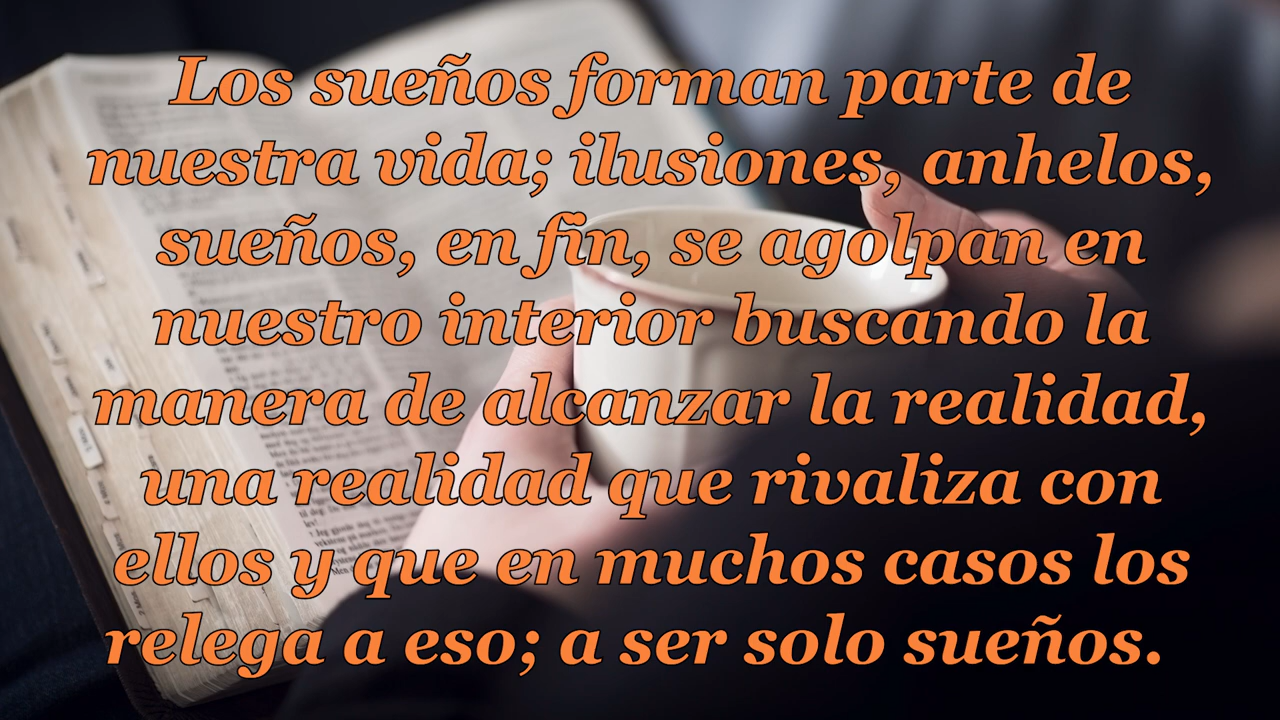 Los sueños forman parte de
nuestra vida; ilusiones, anhelos,
sueños, en fin, se agolpan en
nuestro interior buscando la
manera de alcanzar la realidad,
una realidad que rivaliza con
ellos y que en muchos casos los
relega a eso; a ser solo sueños.